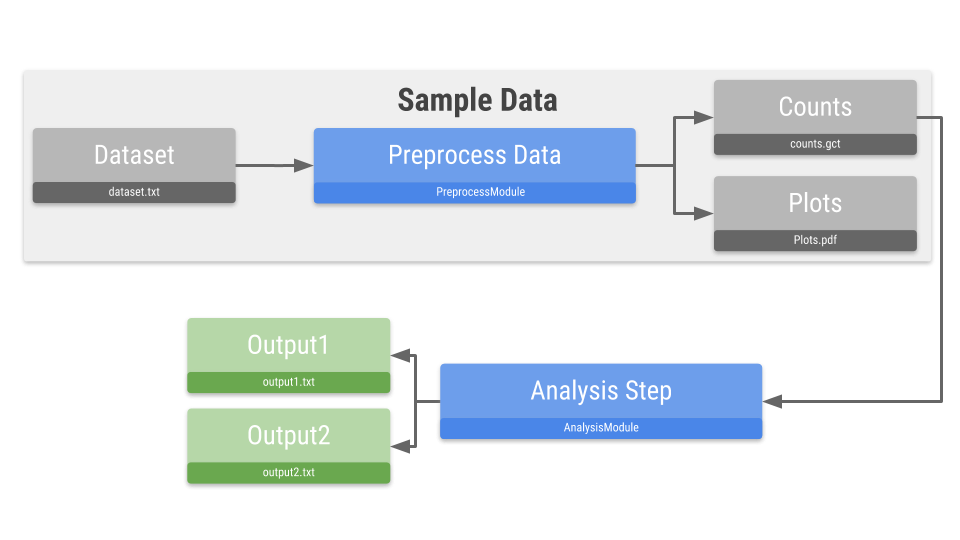 Sample Data
Dataset
dataset.txt
Preprocess Data
PreprocessModule
Counts
counts.gct
Plots
Plots.pdf
Output1
output1.txt
Output2
output2.txt
Analysis Step
AnalysisModule